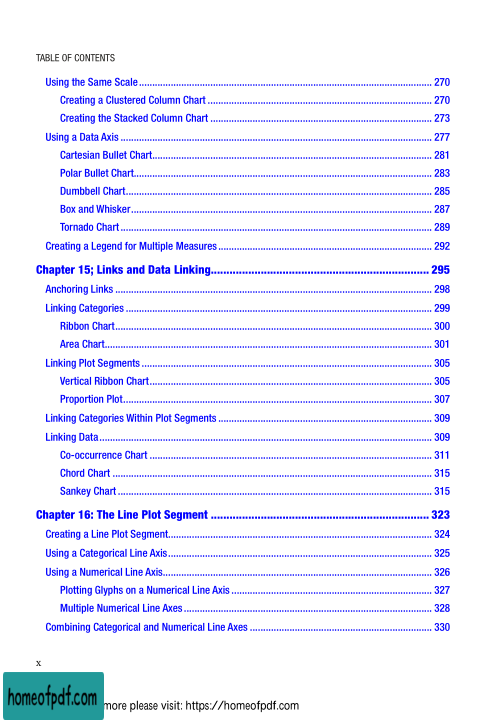 TABLE OF CONTENTS
Using the Same Scale ........ 270
Creating a Clustered Column Chart ........ 270
Creating the Stacked Column Chart ........ 273
Using a Data Axis ........ 277
Cartesian Bullet Chart ........ 281
Polar Bullet Chart ........ 283
Dumbbell Chart ........ 285
Box and Whisker ........ 287
Tornado Chart ........ 289
Creating a Legend for Multiple Measures ........ 292
Chapter 15; Links and Data Linking ........ 295
Anchoring Links ........ 298
Linking Categories ........ 299
Ribbon Chart ........ 300
Area Chart ........ 301
Linking Plot Segments ........ 305
Vertical Ribbon Chart ........ 305
Proportion Plot ........ 307
Linking Categories Within Plot Segments ........ 309
Linking Data ........ 309
Co-occurrence Chart ........ 311
Chord Chart ........ 315
Sankey Chart ........ 315
Chapter 16: The Line Plot Segment ........ 323
Creating a Line Plot Segment ........ 324
Using a Categorical Line Axis ........ 325
Using a Numerical Line Axis ........ 326
Plotting Glyphs on a Numerical Line Axis ........ 327
Multiple Numerical Line Axes ........ 328
Combining Categorical and Numerical Line Axes ........ 330
x
homeofpdf.com more please visit: https://homeofpdf.com